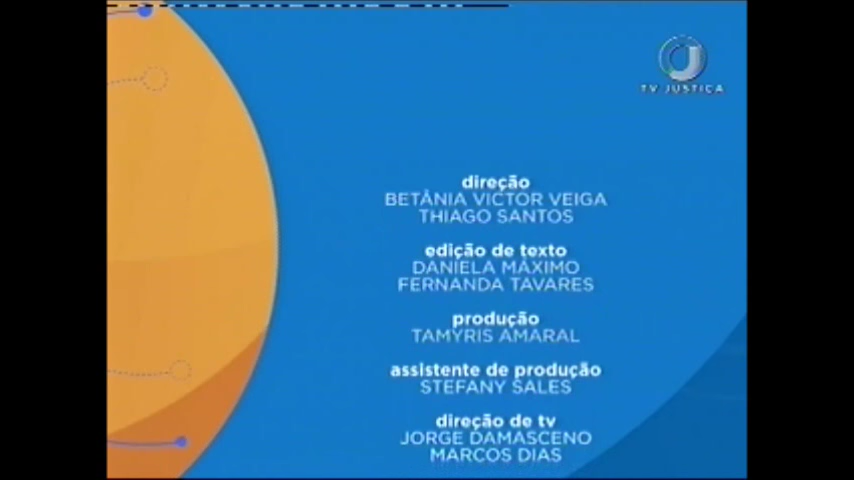 TV JUSTIÇA
direção
BETÂNIA VICTOR VEIGA
THIAGO SANTOS
edição de texto
DANIELA MÁXIMO
FERNANDA TAVARES
produção
TAMYRIS AMARAL
assistente de produção
STEFANY SALES
direção de tv
JORGE DAMASCENO
MARCOS DIAS